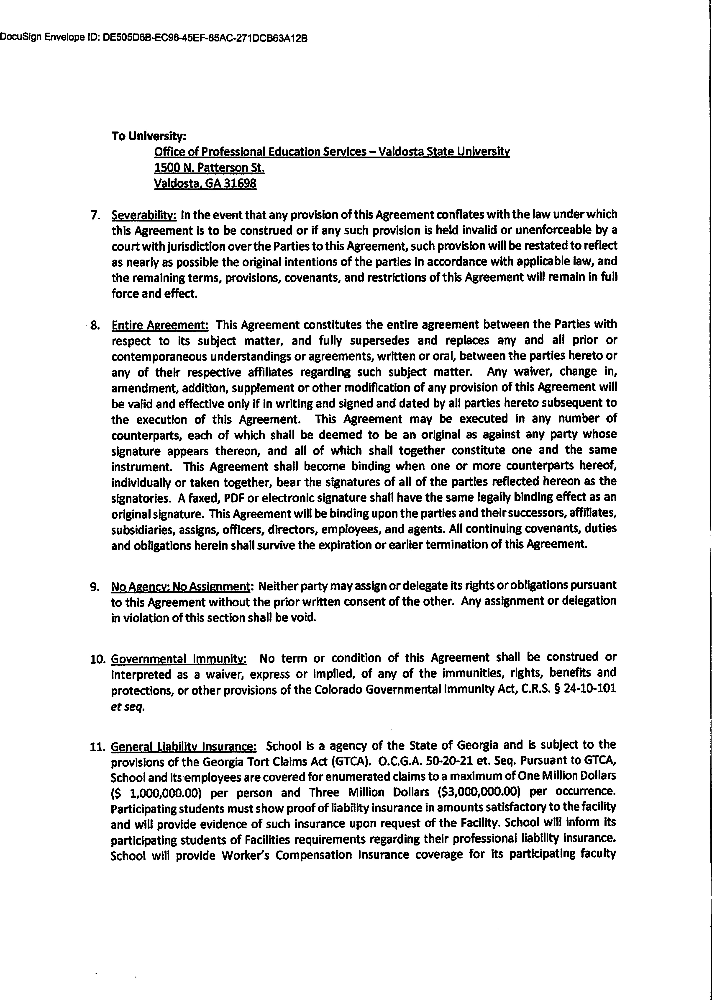 DocuSign Envelope ID: DE505D6B-EC96-45EF-85AC-271DCB63A12B
To University:
Office of Professional Education Services – Valdosta State University
1500 N. Patterson St.
Valdosta, GA 31698
7. Severability: In the event that any provision of this Agreement conflates with the law under which
this Agreement is to be construed or if any such provision is held invalid or unenforceable by a
court with jurisdiction over the Parties to this Agreement, such provision will be restated to reflect
as nearly as possible the original intentions of the parties in accordance with applicable law, and
the remaining terms, provisions, covenants, and restrictions of this Agreement will remain in full
force and effect.
8. Entire Agreement: This Agreement constitutes the entire agreement between the Parties with
respect to its subject matter, and fully supersedes and replaces any and all prior or
contemporaneous understandings or agreements, written or oral, between the parties hereto or
any of their respective affiliates regarding such subject matter. Any waiver, change in,
amendment, addition, supplement or other modification of any provision of this Agreement will
be valid and effective only if in writing and signed and dated by all parties hereto subsequent to
the execution of this Agreement. This Agreement may be executed in any number of
counterparts, each of which shall be deemed to be an original as against any party whose
signature appears thereon, and all of which shall together constitute one and the same
instrument. This Agreement shall become binding when one or more counterparts hereof,
individually or taken together, bear the signatures of all of the parties reflected hereon as the
signatories. A faxed, PDF or electronic signature shall have the same legally binding effect as an
original signature. This Agreement will be binding upon the parties and their successors, affiliates,
subsidiaries, assigns, officers, directors, employees, and agents. All continuing covenants, duties
and obligations herein shall survive the expiration or earlier termination of this Agreement.
9. No Agency; No Assignment: Neither party may assign or delegate its rights or obligations pursuant
to this Agreement without the prior written consent of the other. Any assignment or delegation
in violation of this section shall be void.
10. Governmental Immunity: No term or condition of this Agreement shall be construed or
interpreted as a waiver, express or implied, of any of the immunities, rights, benefits and
protections, or other provisions of the Colorado Governmental Immunity Act, C.R.S. § 24-10-101
et seq.
11. General Liability Insurance: School is a agency of the State of Georgia and is subject to the
provisions of the Georgia Tort Claims Act (GTCA). O.C.G.A. 50-20-21 et. Seq. Pursuant to GTCA,
School and its employees are covered for enumerated claims to a maximum of One Million Dollars
($ 1,000,000.00) per person and Three Million Dollars ($3,000,000.00) per occurrence.
Participating students must show proof of liability insurance in amounts satisfactory to the facility
and will provide evidence of such insurance upon request of the Facility. School will inform its
participating students of Facilities requirements regarding their professional liability insurance.
School will provide Worker's Compensation Insurance coverage for its participating faculty